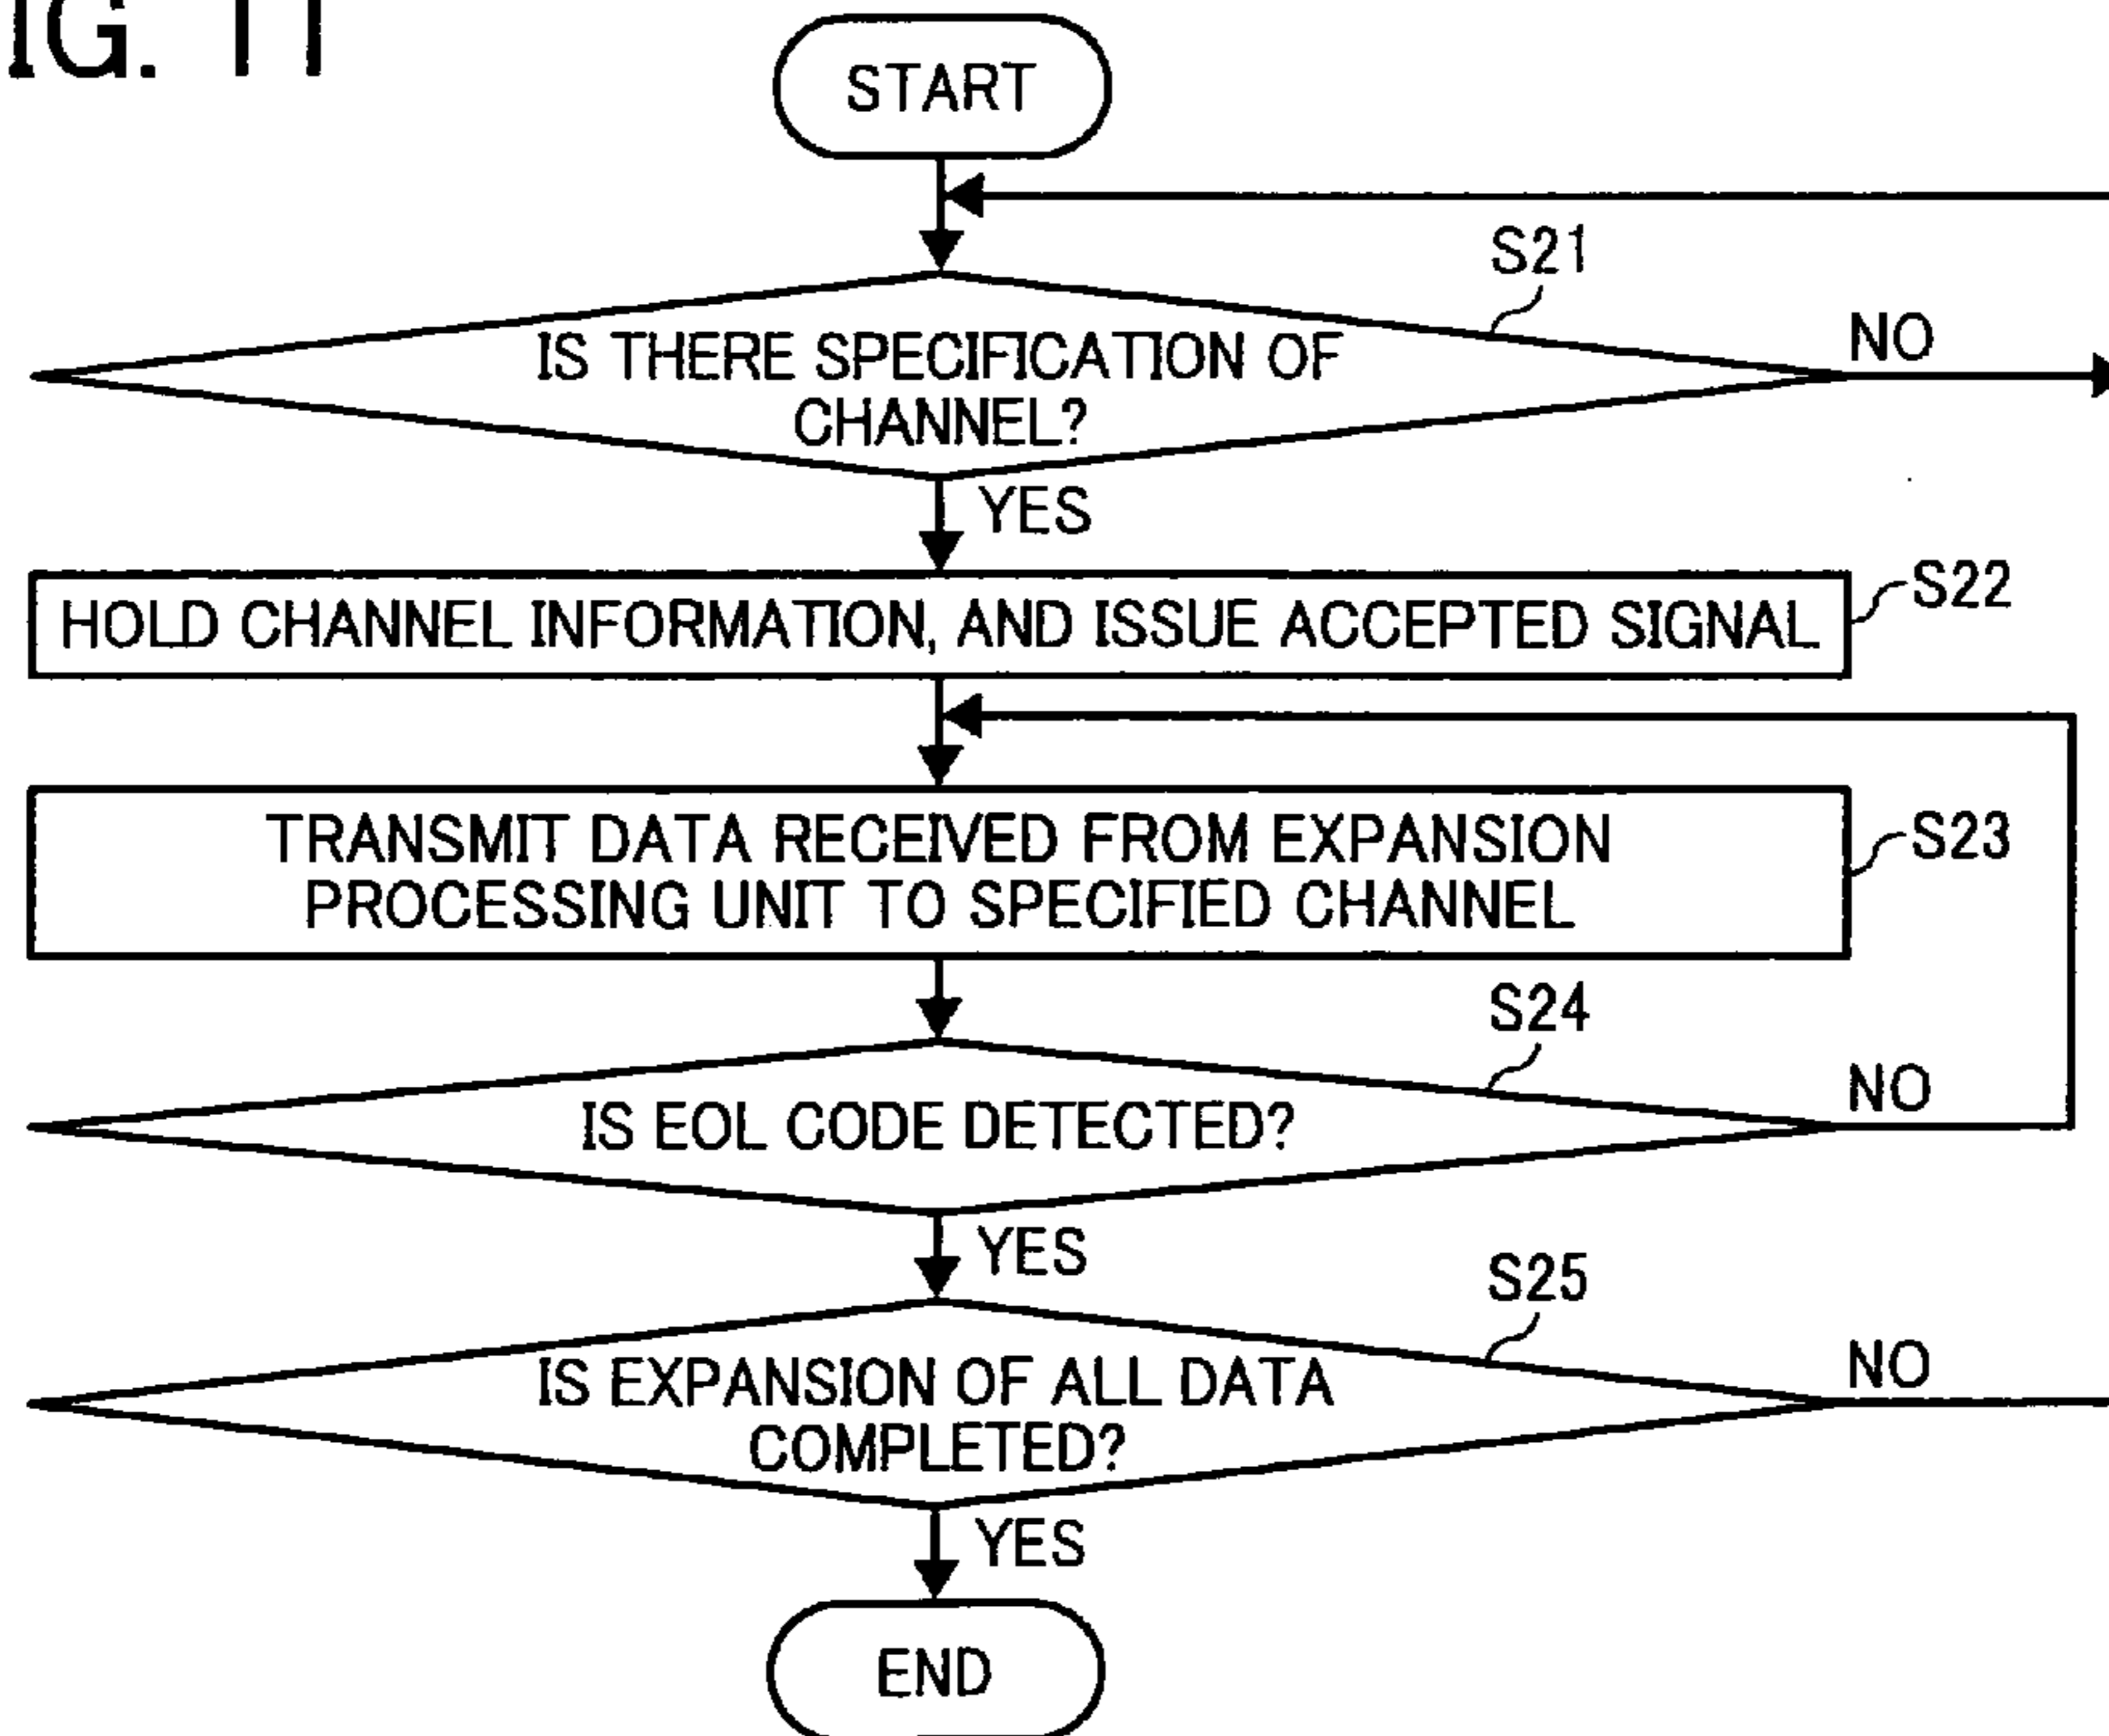 IG. 11
START
S21
IS THERE SPECIFICATION OF
CHANNEL?
NO
YES
HOLD CHANNEL INFORMATION, AND ISSUE ACCEPTED SIGNAL
S22
TRANSMIT DATA RECEIVED FROM EXPANSION
PROCESSING UNIT TO SPECIFIED CHANNEL
S23
S24
IS EOL CODE DETECTED?
NO
YES
S25
IS EXPANSION OF ALL DATA
COMPLETED?
NO
YES
END